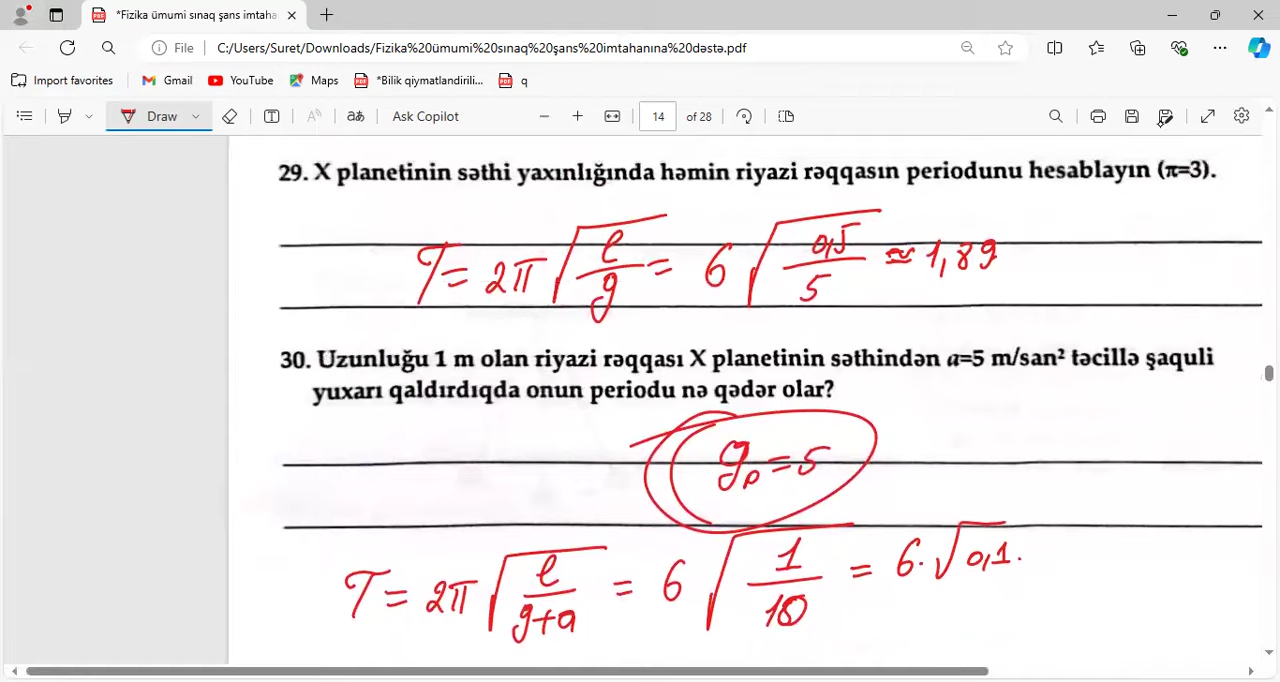 *Fizika ümumi sınaq şans imtaha
File C:/Users/Suret/Downloads/Fizika%20ümumi%20sınaq%20şans%20imtahanına%20dəstə.pdf
Import favorites Gmail YouTube Maps *Bilik qiymətləndirili... q
Draw aあ Ask Copilot 14 of 28
29. X planetinin səthi yaxınlığında həmin riyazi rəqqasın periodunu hesablayın (π=3).
T = 2π√(l/g) = 6√(0,5/5) ≈ 1,89
30. Uzunluğu 1 m olan riyazi rəqqası X planetinin səthindən a=5 m/san² təcillə şaquli
yuxarı qaldırdıqda onun periodu nə qədər olar?
gₚ = 5
T = 2π√(l/g+a) = 6√(1/10) = 6·√0,1.